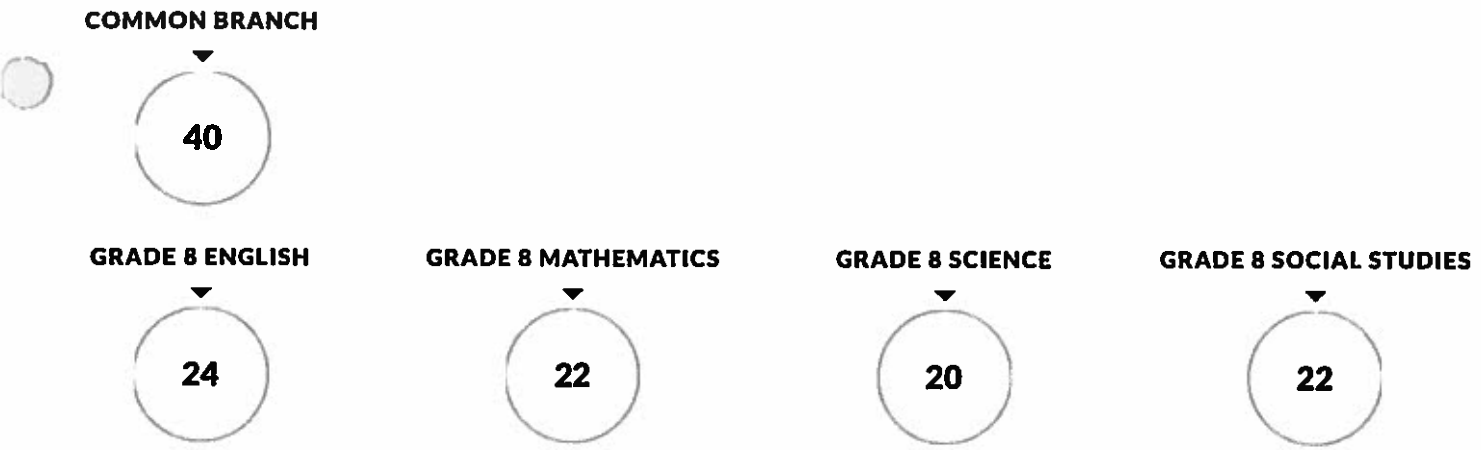 COMMON BRANCH
40
GRADE 8 ENGLISH
24
GRADE 8 MATHEMATICS
22
GRADE 8 SCIENCE
20
GRADE 8 SOCIAL STUDIES
22